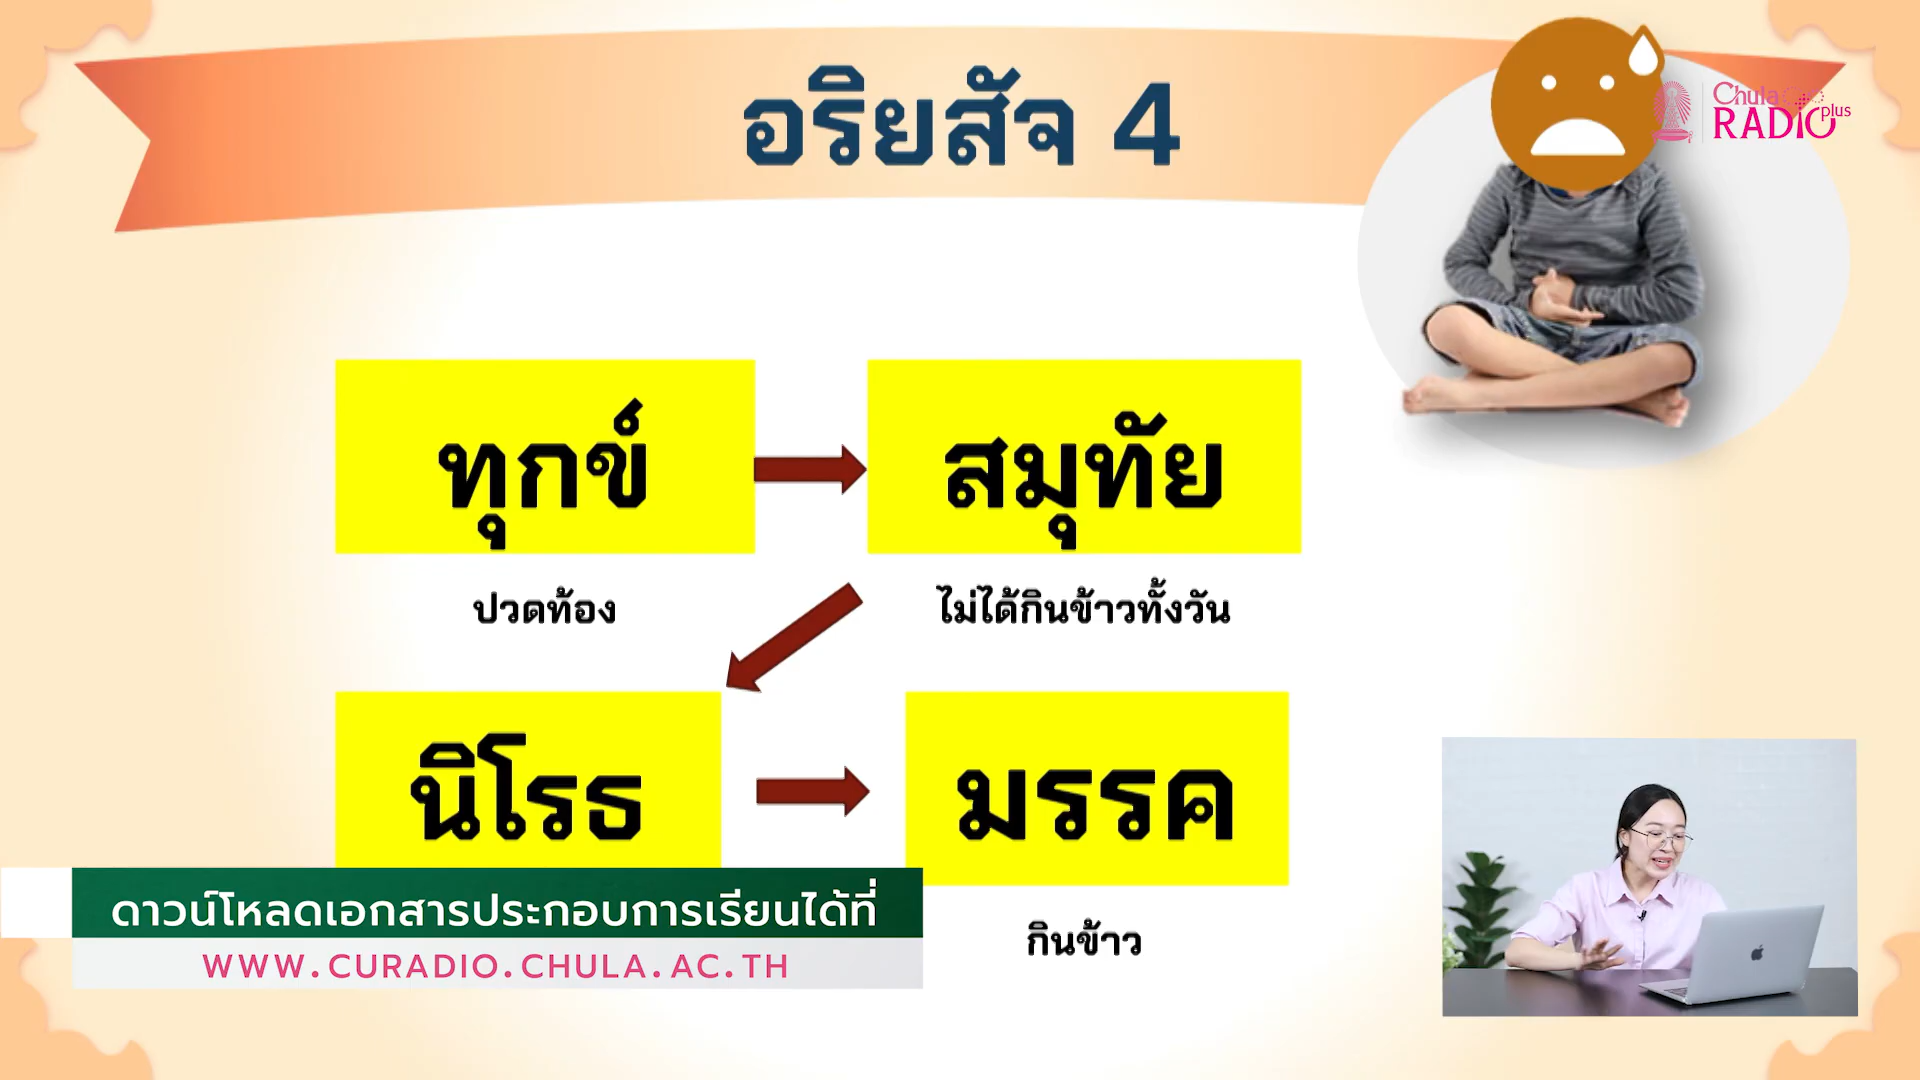 อริยสัจ 4
Chula
RADIO plus
ทุกข์
สมุทัย
ปวดท้อง
ไม่ได้กินข้าวทั้งวัน
นิโรธ
มรรค
กินข้าว
ดาวน์โหลดเอกสารประกอบการเรียนได้ที่
WWW.CURADIO.CHULA.AC.TH